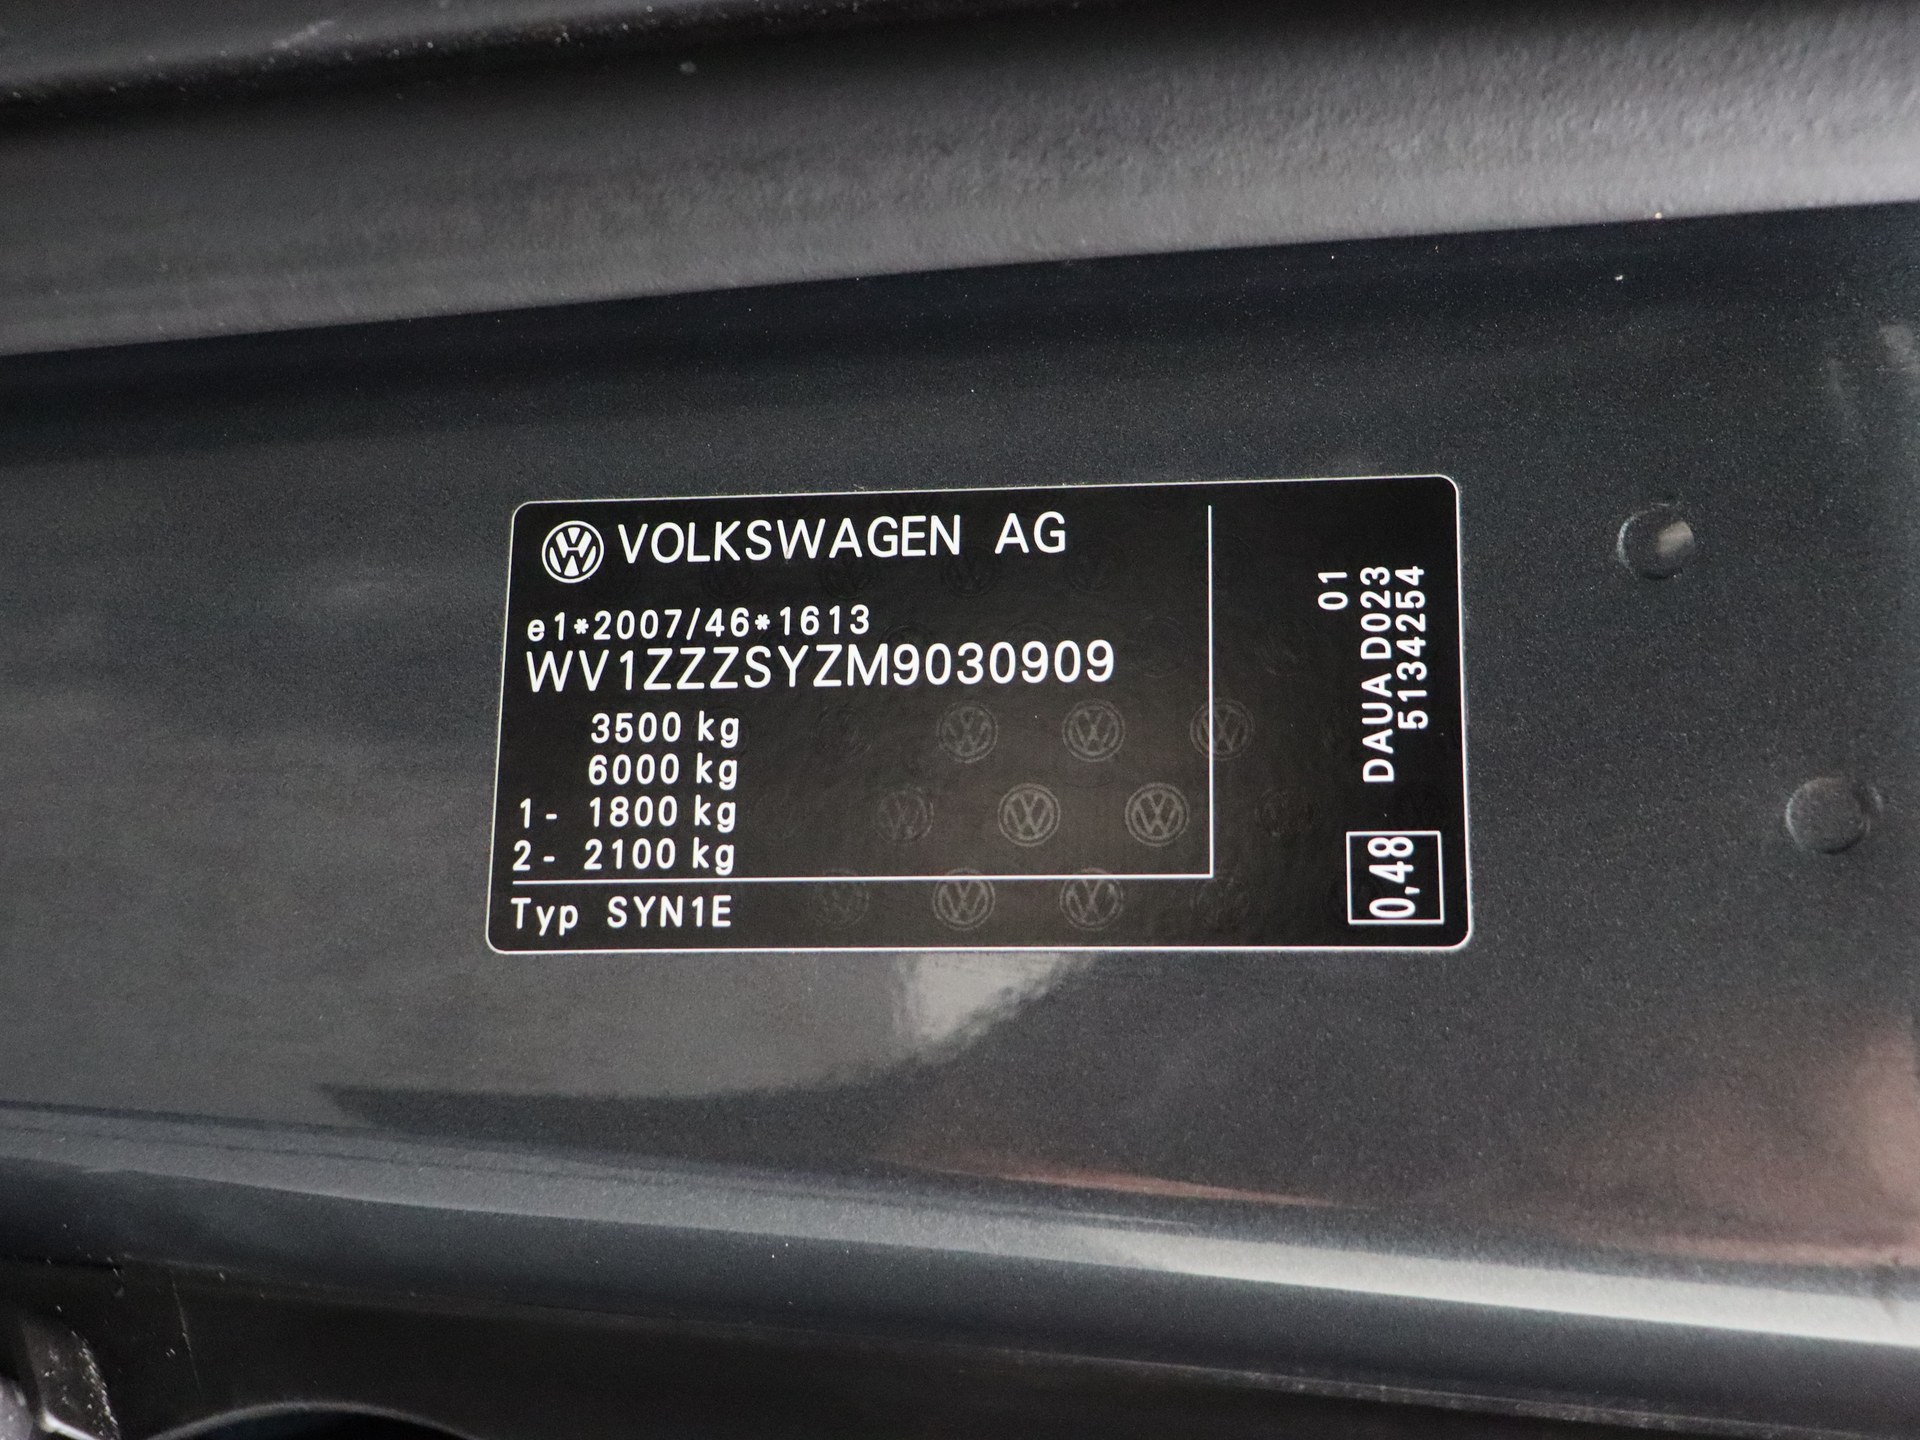 VOLKSWAGEN AG
e1*2007/46*1613
WV1ZZZSYZM9030909
3500 kg
6000 kg
1- 1800 kg
2- 2100 kg
Typ SYN1E
01
DAUA D023
5134254
0,48